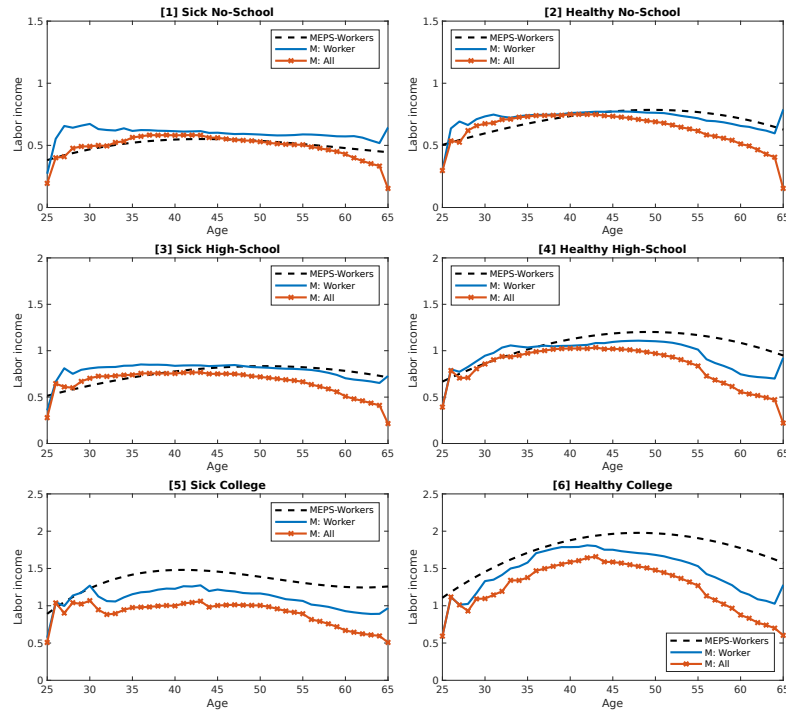 [1] Sick No-School
1.5
1
0.5
0
Labor income
MEPS-Workers
M: Worker
M: All
25 30 35 40 45 50 55 60 65
Age
[2] Healthy No-School
1.5
1
0.5
0
Labor income
MEPS-Workers
M: Worker
M: All
25 30 35 40 45 50 55 60 65
Age
[3] Sick High-School
2
1.5
1
0.5
0
Labor income
MEPS-Workers
M: Worker
M: All
25 30 35 40 45 50 55 60 65
Age
[4] Healthy High-School
2
1.5
1
0.5
0
Labor income
MEPS-Workers
M: Worker
M: All
25 30 35 40 45 50 55 60 65
Age
[5] Sick College
2.5
2
1.5
1
0.5
0
Labor income
MEPS-Workers
M: Worker
M: All
25 30 35 40 45 50 55 60 65
Age
[6] Healthy College
2.5
2
1.5
1
0.5
0
Labor income
MEPS-Workers
M: Worker
M: All
25 30 35 40 45 50 55 60 65
Age